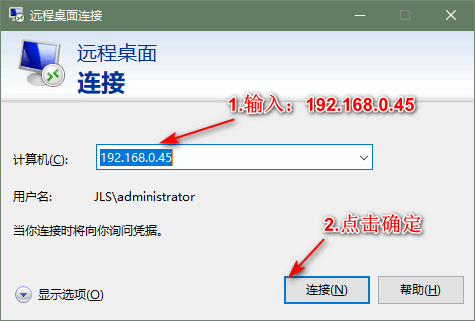 远程桌面连接
远程桌面
连接
1.输入：192.168.0.45
计算机(C):
192.168.0.45
用户名:
JLS\administrator
当你连接时将向你询问凭据。
2.点击确定
显示选项(O)
连接(N)
帮助(H)